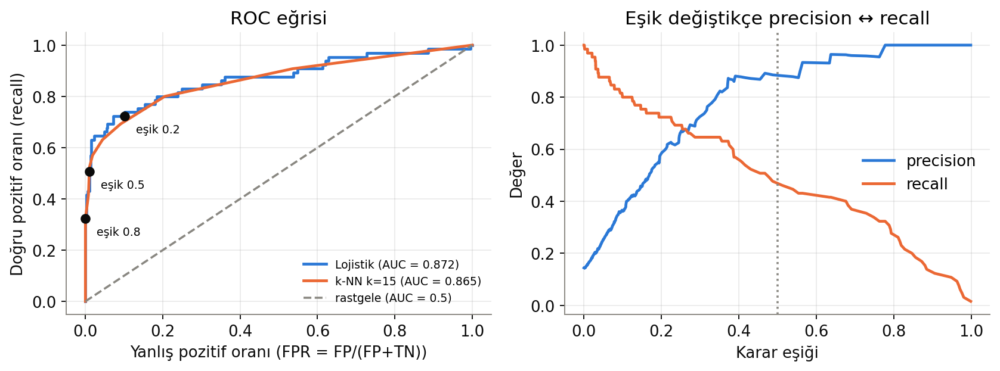 ROC eğrisi
Doğru pozitif oranı (recall)
1.0
0.8
0.6
0.4
0.2
0.0
eşik 0.2
eşik 0.5
eşik 0.8
Lojistik (AUC = 0.872)
k-NN k=15 (AUC = 0.865)
rastgele (AUC = 0.5)
0.0 0.2 0.4 0.6 0.8 1.0
Yanlış pozitif oranı (FPR = FP/(FP+TN))
Eşik değiştikçe precision ↔ recall
Değer
1.0
0.8
0.6
0.4
0.2
0.0
precision
recall
0.0 0.2 0.4 0.6 0.8 1.0
Karar eşiği